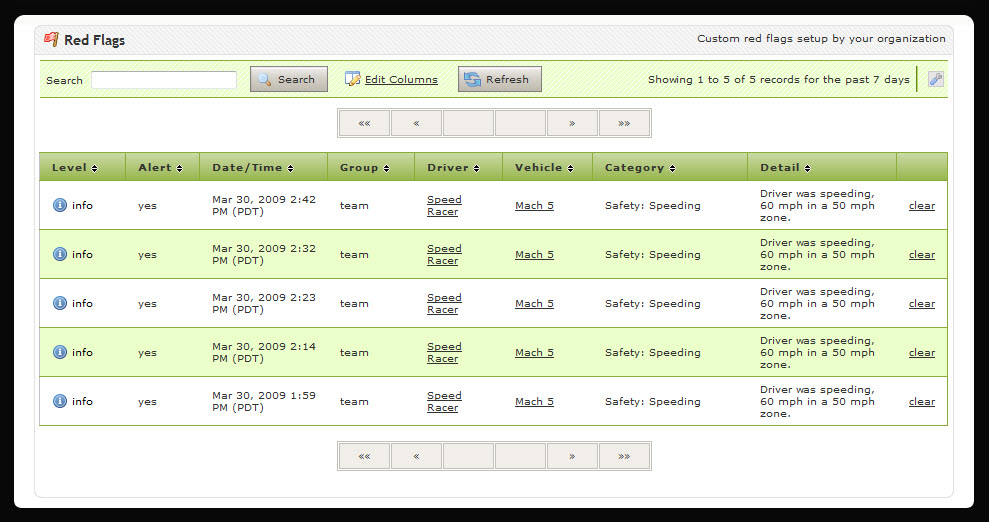 Red Flags
Custom red flags setup by your organization
Search Search Edit Columns Refresh Showing 1 to 5 of 5 records for the past 7 days
«« « » »»
Level Alert Date/Time Group Driver Vehicle Category Detail
info yes Mar 30, 2009 2:42 PM (PDT) team Speed Racer Mach 5 Safety: Speeding Driver was speeding, 60 mph in a 50 mph zone. clear
info yes Mar 30, 2009 2:32 PM (PDT) team Speed Racer Mach 5 Safety: Speeding Driver was speeding, 60 mph in a 50 mph zone. clear
info yes Mar 30, 2009 2:23 PM (PDT) team Speed Racer Mach 5 Safety: Speeding Driver was speeding, 60 mph in a 50 mph zone. clear
info yes Mar 30, 2009 2:14 PM (PDT) team Speed Racer Mach 5 Safety: Speeding Driver was speeding, 60 mph in a 50 mph zone. clear
info yes Mar 30, 2009 1:59 PM (PDT) team Speed Racer Mach 5 Safety: Speeding Driver was speeding, 60 mph in a 50 mph zone. clear
«« « » »»